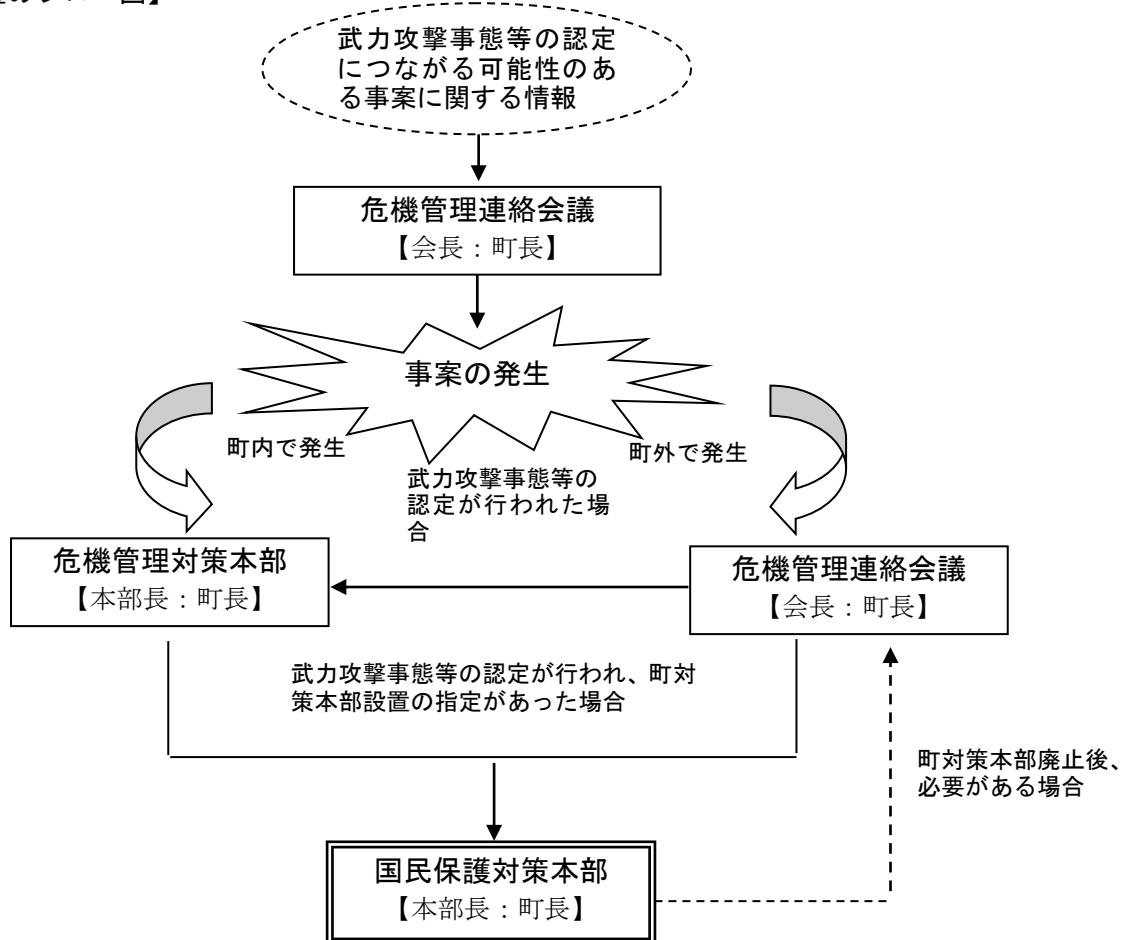 武力攻撃事態等の認定
につながる可能性のあ
る事案に関する情報
危機管理連絡会議
【会長：町長】
事案の発生
町内で発生
町外で発生
武力攻撃事態等の
認定が行われた場
合
危機管理対策本部
【本部長：町長】
危機管理連絡会議
【会長：町長】
武力攻撃事態等の認定が行われ、町対
策本部設置の指定があった場合
町対策本部廃止後、
必要がある場合
国民保護対策本部
【本部長：町長】